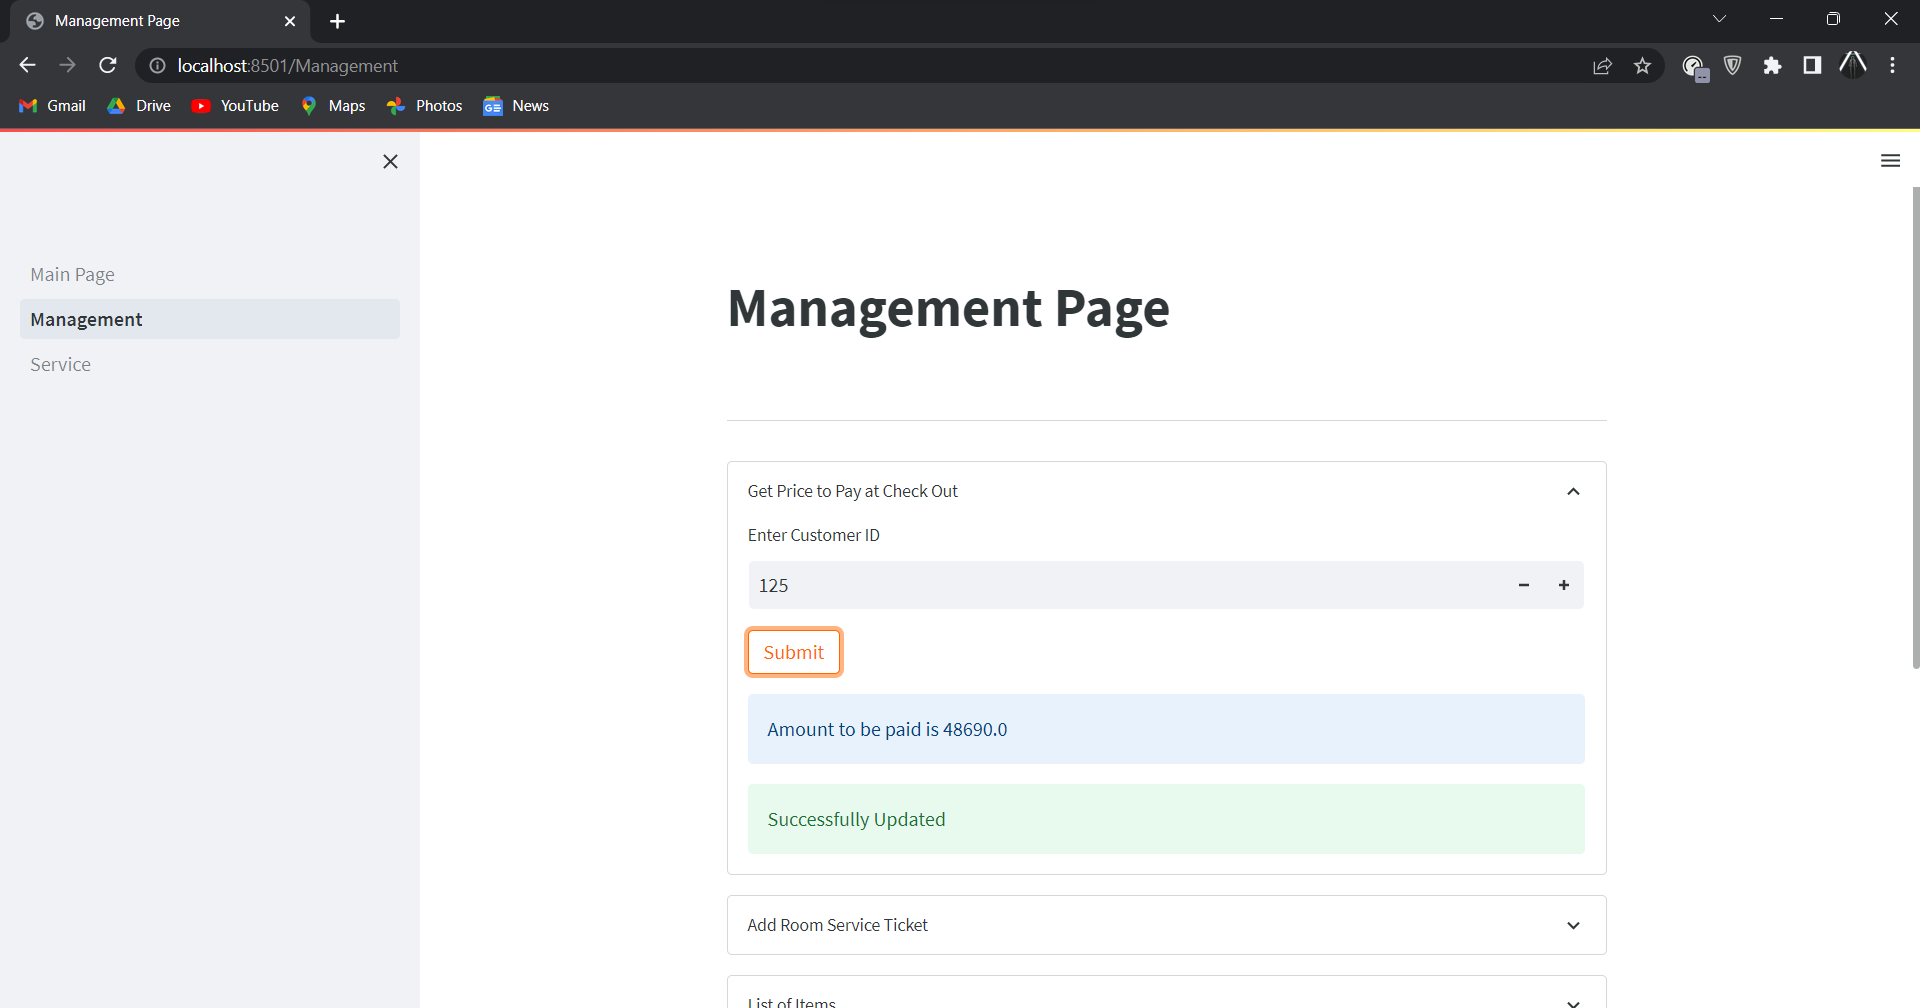 Management Page
localhost:8501/Management
Gmail Drive YouTube Maps Photos News
Main Page
Management
Service
Management Page
Get Price to Pay at Check Out
Enter Customer ID
125
Submit
Amount to be paid is 48690.0
Successfully Updated
Add Room Service Ticket
List of Items